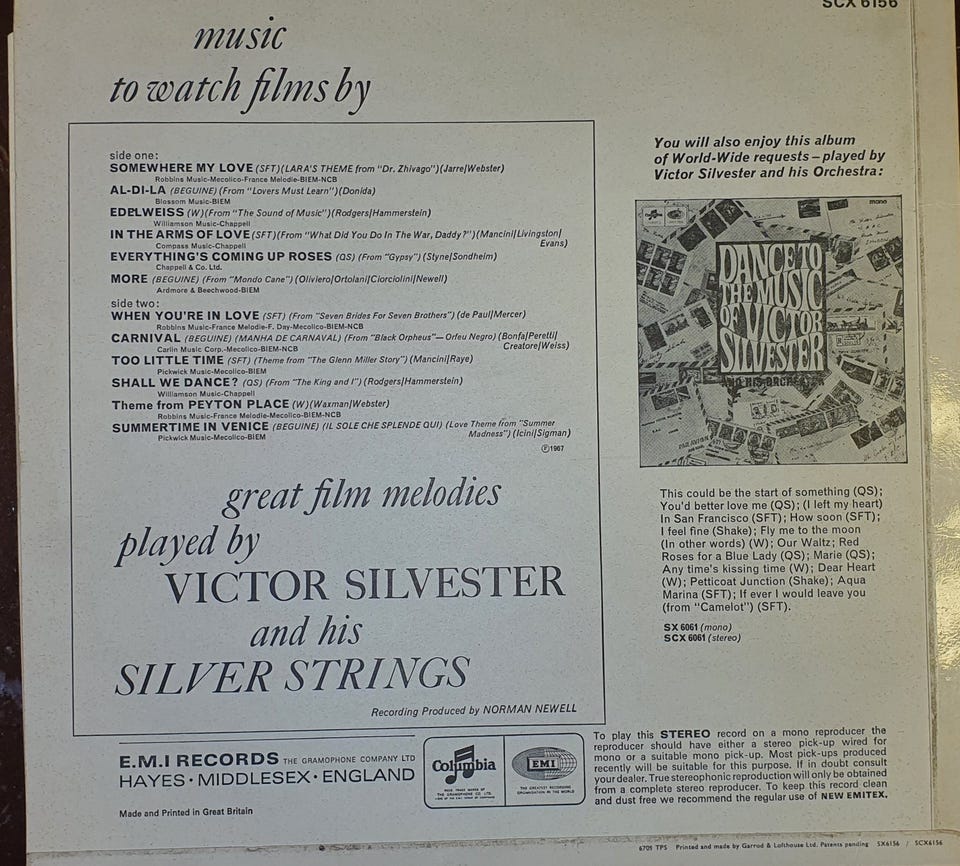 SCX 6156
music
to watch films by
side one:
SOMEWHERE MY LOVE (SFT)(LARA'S THEME from "Dr. Zhivago")(Jarre/Webster)
Robbins Music-Mecolico-France Melodie-BIEM-NCB
AL-DI-LA (BEGUINE) (From "Lovers Must Learn")(Donida)
Blossom Music-BIEM
EDELWEISS (W)(From "The Sound of Music")(Rodgers/Hammerstein)
Williamson Music-Chappell
IN THE ARMS OF LOVE (SFT)(From "What Did You Do In The War, Daddy?")(Mancini/Livingston/
Evans)
Compass Music-Chappell
EVERYTHING'S COMING UP ROSES (QS) (From "Gypsy") (Styne/Sondheim)
Chappell & Co. Ltd.
MORE (BEGUINE) (From "Mondo Cane") (Oliviero/Ortolani/Ciorciolini/Newell)
Ardmore & Beechwood-BIEM
side two:
WHEN YOU'RE IN LOVE (SFT) (From "Seven Brides For Seven Brothers") (de Paul/Mercer)
Robbins Music-France Melodie-F. Day-Mecolico-BIEM-NCB
CARNIVAL (BEGUINE) (MANHA DE CARNAVAL) (From "Black Orpheus"—Orfeu Negro) (Bonfa/Peretti/
Creatore/Weiss)
Carlin Music Corp.-Mecolico-BIEM-NCB
TOO LITTLE TIME (SFT) (Theme from "The Glenn Miller Story") (Mancini/Raye)
Pickwick Music-Mecolico-BIEM
SHALL WE DANCE? (QS) (From "The King and I") (Rodgers/Hammerstein)
Williamson Music-Chappell
Theme from PEYTON PLACE (W) (Waxman/Webster)
Robbins Music-France Melodie-Mecolico-BIEM-NCB
SUMMERTIME IN VENICE (BEGUINE) (IL SOLE CHE SPLENDE QUI) (Love Theme from "Summer
Madness") (Icini/Sigman)
Pickwick Music-Mecolico-BIEM
℗1967
great film melodies
played by
VICTOR SILVESTER
and his
SILVER STRINGS
Recording Produced by NORMAN NEWELL
You will also enjoy this album
of World-Wide requests – played by
Victor Silvester and his Orchestra:
mono
DANCE TO
THE MUSIC
OF VICTOR
SILVESTER
AND HIS ORCHESTRA
PAR AVION
This could be the start of something (QS);
You'd better love me (QS); (I left my heart)
In San Francisco (SFT); How soon (SFT);
I feel fine (Shake); Fly me to the moon
(In other words) (W); Our Waltz; Red
Roses for a Blue Lady (QS); Marie (QS);
Any time's kissing time (W); Dear Heart
(W); Petticoat Junction (Shake); Aqua
Marina (SFT); If ever I would leave you
(from "Camelot") (SFT).
SX 6061 (mono)
SCX 6061 (stereo)
E.M.I RECORDS THE GRAMOPHONE COMPANY LTD
HAYES · MIDDLESEX · ENGLAND
Made and Printed in Great Britain
Columbia
EMI
THE GREATEST RECORDING
ORGANISATION IN THE WORLD
To play this STEREO record on a mono reproducer the
reproducer should have either a stereo pick-up wired for
mono or a suitable mono pick-up. Most pick-ups produced
recently will be suitable for this purpose. If in doubt consult
your dealer. True stereophonic reproduction will only be obtained
from a complete stereo reproducer. To keep this record clean
and dust free we recommend the regular use of NEW EMITEX.
6705 TPS Printed and made by Garrod & Lofthouse Ltd. Patents pending SX6156 / SCX6156